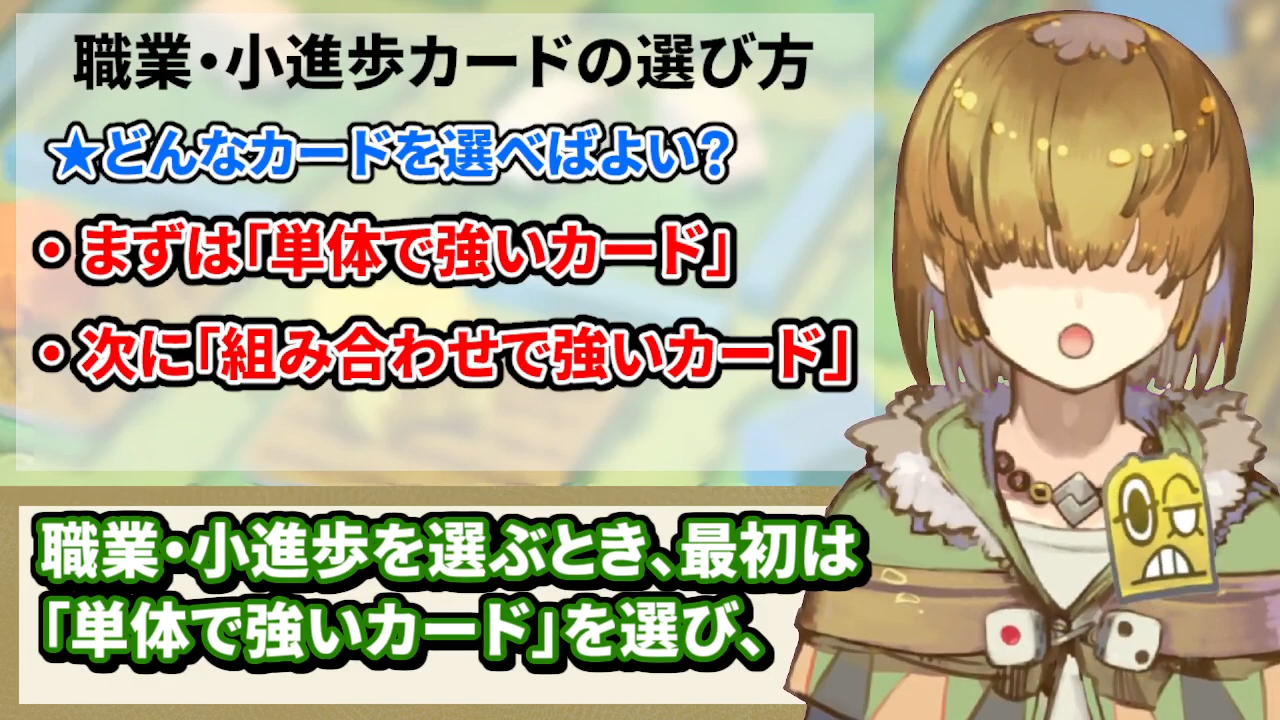 職業・小進歩カードの選び方
★どんなカードを選べばよい？
・まずは「単体で強いカード」
・次に「組み合わせで強いカード」
職業・小進歩を選ぶとき、最初は
「単体で強いカード」を選び、